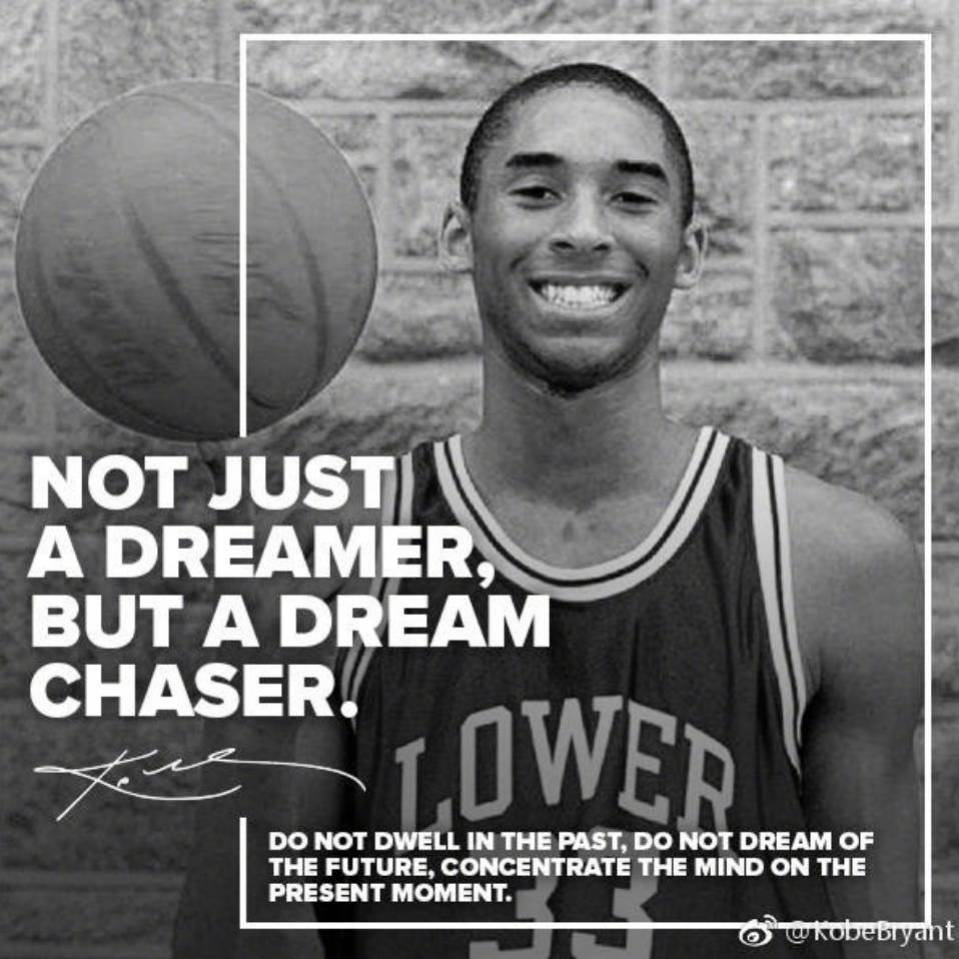 NOT JUST
A DREAMER,
BUT A DREAM
CHASER.
LOWER
DO NOT DWELL IN THE PAST, DO NOT DREAM OF
THE FUTURE, CONCENTRATE THE MIND ON THE
PRESENT MOMENT.
33
@KobeBryant